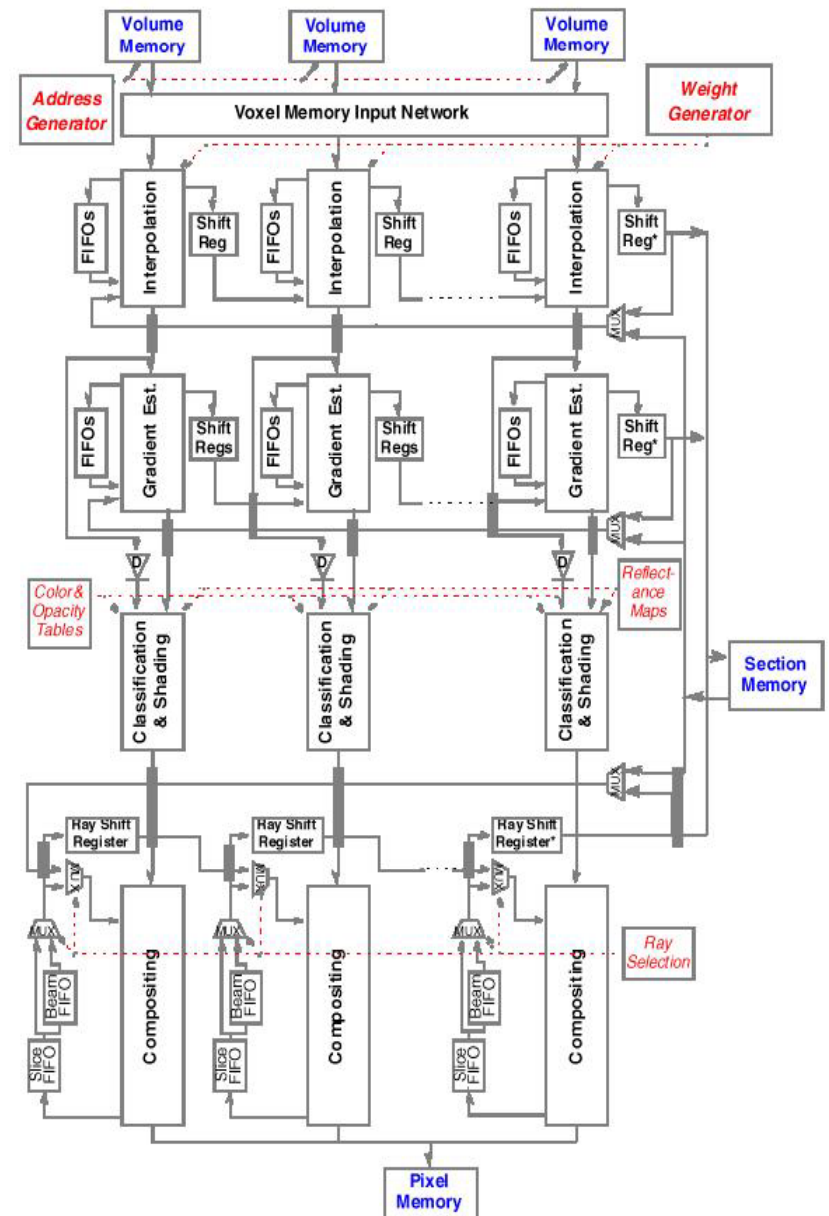 Volume
Memory
Volume
Memory
Volume
Memory
Address
Generator
Weight
Generator
Voxel Memory Input Network
FIFOs
Interpolation
Shift
Reg
FIFOs
Interpolation
Shift
Reg
FIFOs
Interpolation
Shift
Reg*
MUX
FIFOs
Gradient Est.
Shift
Regs
FIFOs
Gradient Est.
Shift
Regs
FIFOs
Gradient Est.
Shift
Reg*
MUX
D
D
D
Color&
Opacity
Tables
Reflect-
ance
Maps
Classification
& Shading
Classification
& Shading
Classification
& Shading
Section
Memory
MUX
Ray Shift
Register
Ray Shift
Register
Ray Shift
Register*
MUX
MUX
MUX
MUX
MUX
MUX
Ray
Selection
Beam
FIFO
Slice
FIFO
Compositing
Beam
FIFO
Slice
FIFO
Compositing
Beam
FIFO
Slice
FIFO
Compositing
Pixel
Memory